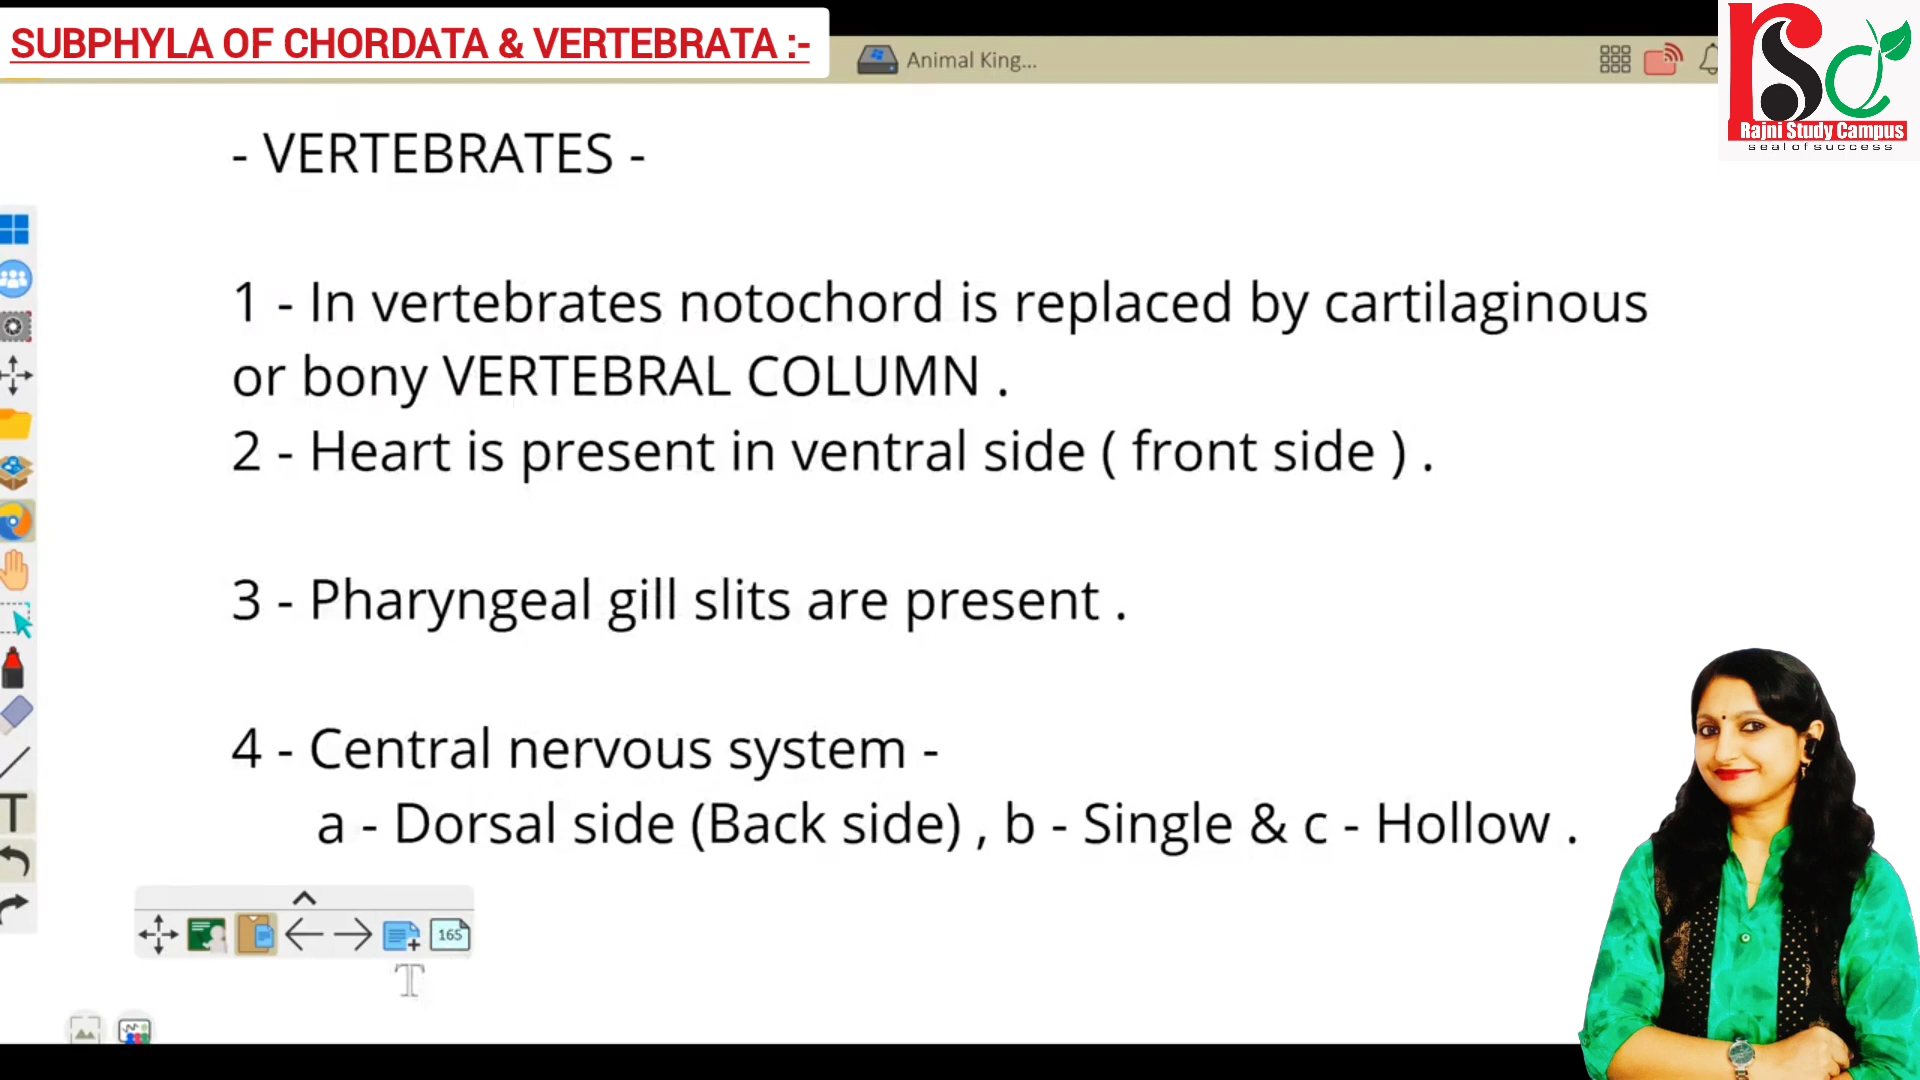 SUBPHYLA OF CHORDATA & VERTEBRATA :-
Animal King...
Rajni Study Campus
seal of success
- VERTEBRATES -
1 - In vertebrates notochord is replaced by cartilaginous
or bony VERTEBRAL COLUMN .
2 - Heart is present in ventral side ( front side ) .
3 - Pharyngeal gill slits are present .
4 - Central nervous system -
a - Dorsal side (Back side) , b - Single & c - Hollow .
165